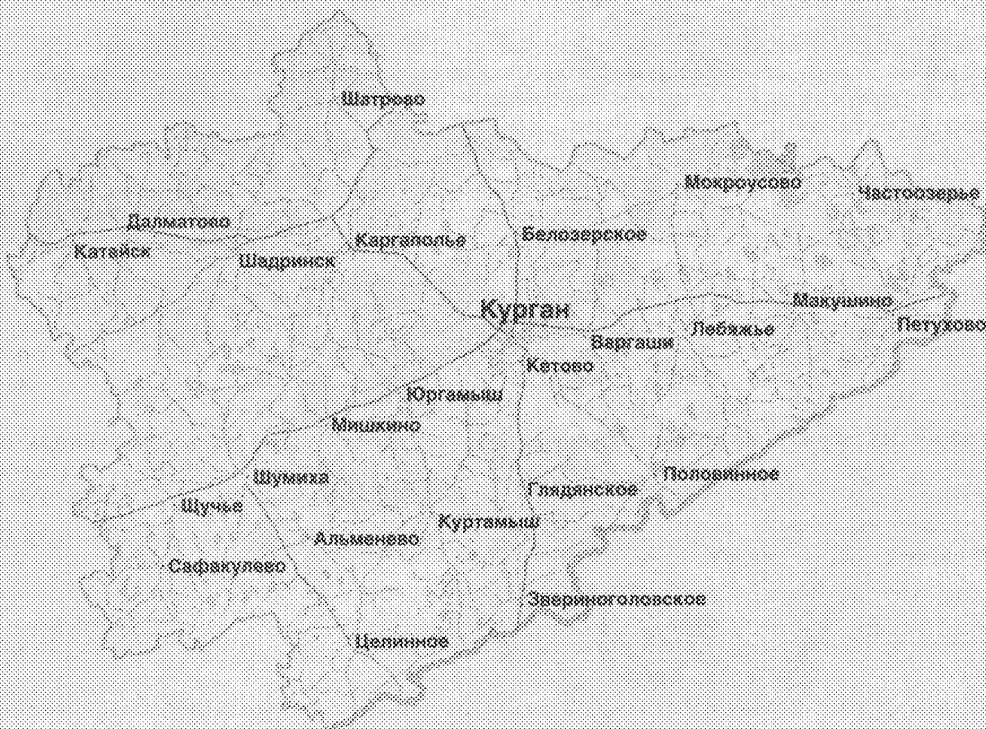 Шатрово
Мокроусово
Частоозерье
Далматово
Катайск
Каргаполье
Белозерское
Шадринск
Курган
Макушино
Петухово
Лебяжье
Варгаши
Кетово
Юргамыш
Мишкино
Шумиха
Половинное
Глядянское
Щучье
Куртамыш
Альменево
Сафакулево
Звериноголовское
Целинное